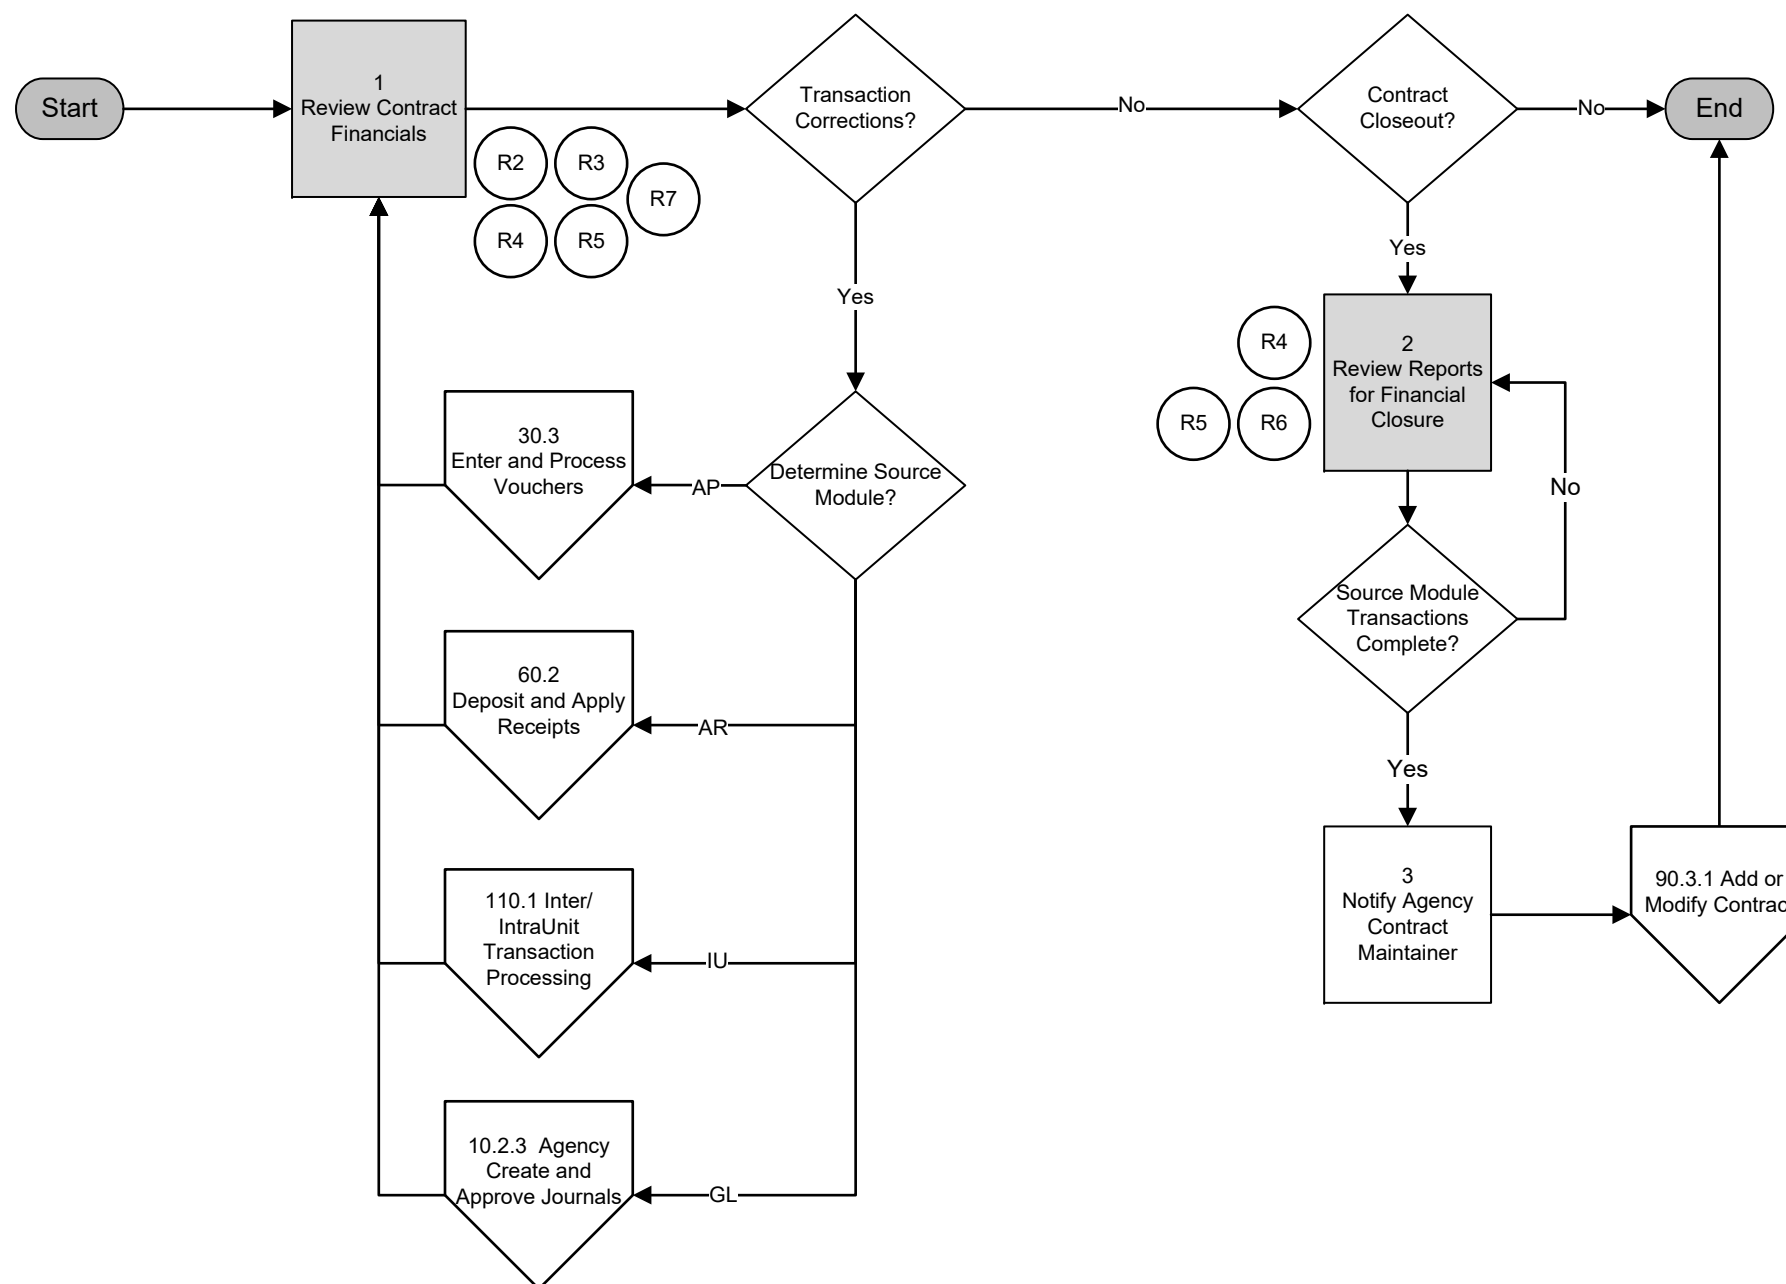 Start
1
Review Contract
Financials
R2
R3
R7
R4
R5
Transaction
Corrections?
No
Contract
Closeout?
No
End
Yes
Yes
R4
R5
R6
2
Review Reports
for Financial
Closure
No
30.3
Enter and Process
Vouchers
AP
Determine Source
Module?
Source Module
Transactions
Complete?
60.2
Deposit and Apply
Receipts
AR
Yes
110.1 Inter/
IntraUnit
Transaction
Processing
IU
3
Notify Agency
Contract
Maintainer
90.3.1 Add or
Modify Contrac
10.2.3  Agency
Create and
Approve Journals
GL